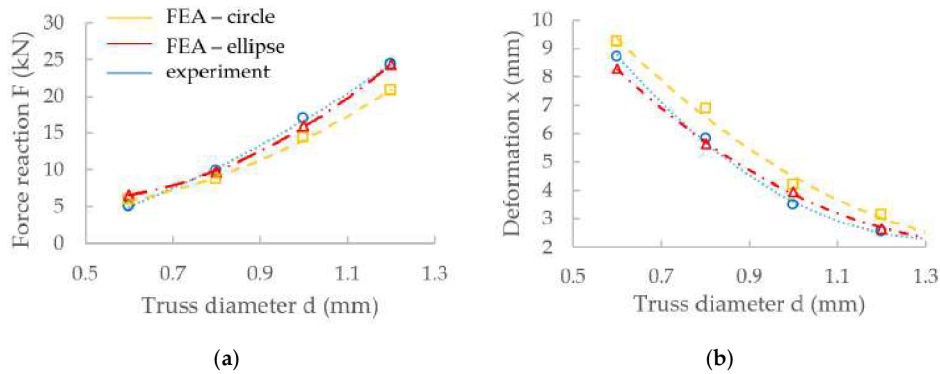 30
25
20
15
10
5
0
Force reaction F (kN)
FEA – circle
FEA – ellipse
experiment
0.5 0.7 0.9 1.1 1.3
Truss diameter d (mm)
(a)
10
9
8
7
6
5
4
3
2
Deformation x (mm)
0.5 0.7 0.9 1.1 1.3
Truss diameter d (mm)
(b)